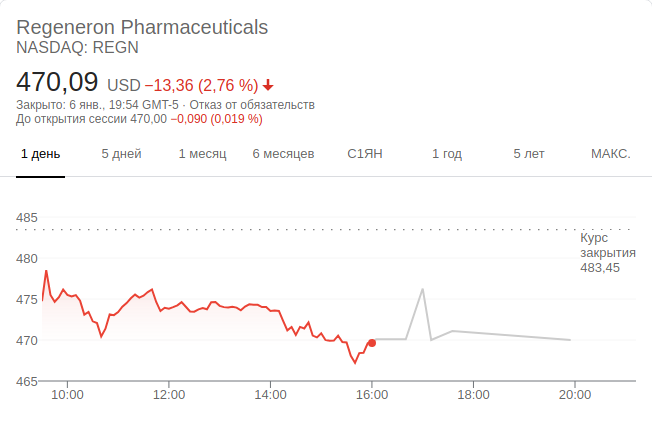 Regeneron Pharmaceuticals
NASDAQ: REGN
470,09 USD −13,36 (2,76 %)
Закрыто: 6 янв., 19:54 GMT-5 · Отказ от обязательств
До открытия сессии 470,00 −0,090 (0,019 %)
1 день 5 дней 1 месяц 6 месяцев С1ЯН 1 год 5 лет МАКС.
485
Курс
закрытия
483,45
480
475
470
465
10:00 12:00 14:00 16:00 18:00 20:00